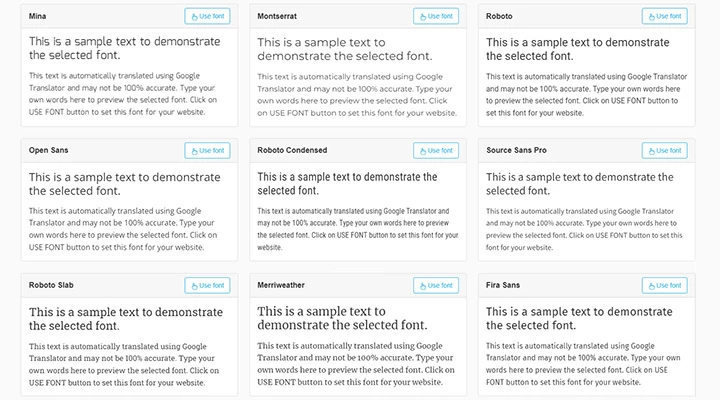 Mina
Use font
This is a sample text to demonstrate
the selected font.
This text is automatically translated using Google
Translator and may not be 100% accurate. Type your
own words here to preview the selected font. Click on
USE FONT button to set this font for your website.
Montserrat
Use font
This is a sample text to
demonstrate the selected font.
This text is automatically translated using Google
Translator and may not be 100% accurate. Type your
own words here to preview the selected font. Click on
USE FONT button to set this font for your website.
Roboto
Use font
This is a sample text to demonstrate
the selected font.
This text is automatically translated using Google Translator
and may not be 100% accurate. Type your own words here
to preview the selected font. Click on USE FONT button to
set this font for your website.
Open Sans
Use font
This is a sample text to demonstrate
the selected font.
This text is automatically translated using Google
Translator and may not be 100% accurate. Type your
own words here to preview the selected font. Click on
USE FONT button to set this font for your website.
Roboto Condensed
Use font
This is a sample text to demonstrate the
selected font.
This text is automatically translated using Google Translator and
may not be 100% accurate. Type your own words here to preview
the selected font. Click on USE FONT button to set this font for your
website.
Source Sans Pro
Use font
This is a sample text to demonstrate the
selected font.
This text is automatically translated using Google Translator
and may not be 100% accurate. Type your own words here to
preview the selected font. Click on USE FONT button to set this
font for your website.
Roboto Slab
Use font
This is a sample text to demonstrate
the selected font.
This text is automatically translated using Google
Translator and may not be 100% accurate. Type your
own words here to preview the selected font. Click on
USE FONT button to set this font for your website.
Merriweather
Use font
This is a sample text to
demonstrate the selected font.
This text is automatically translated using Google
Translator and may not be 100% accurate. Type your
own words here to preview the selected font. Click on
USE FONT button to set this font for your website.
Fira Sans
Use font
This is a sample text to demonstrate
the selected font.
This text is automatically translated using Google
Translator and may not be 100% accurate. Type your own
words here to preview the selected font. Click on USE
FONT button to set this font for your website.